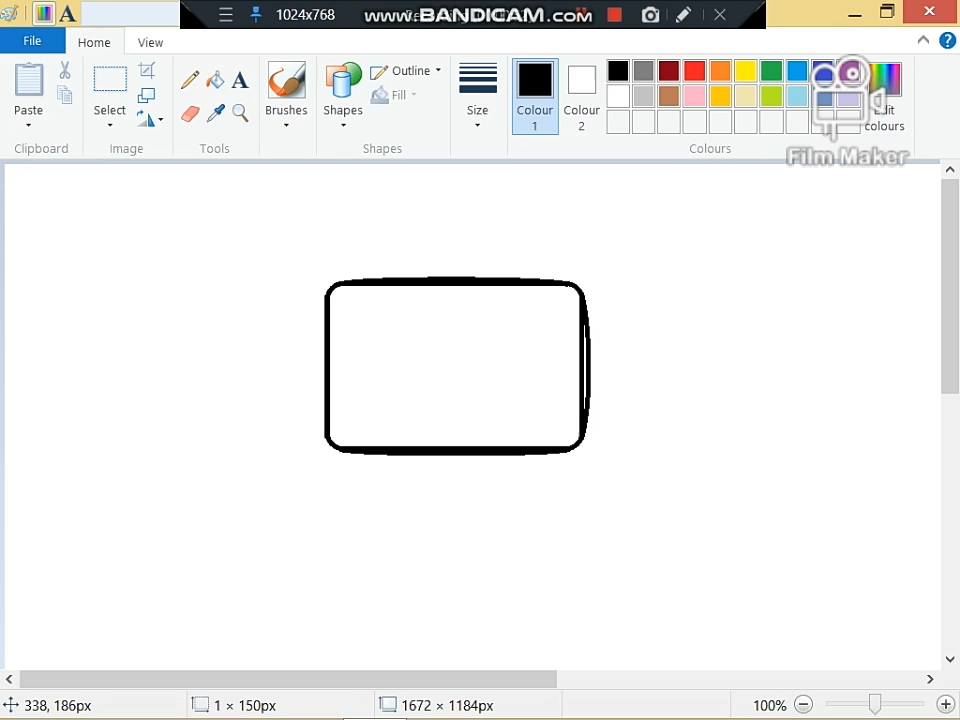 1024x768
www.BANDICAM.com
File
Home
View
Paste
Clipboard
Select
Image
A
Tools
Brushes
Shapes
Outline
Fill
Shapes
Size
Colour
1
Colour
2
Edit
colours
Colours
Film Maker
338, 186px
1 × 150px
1672 × 1184px
100%